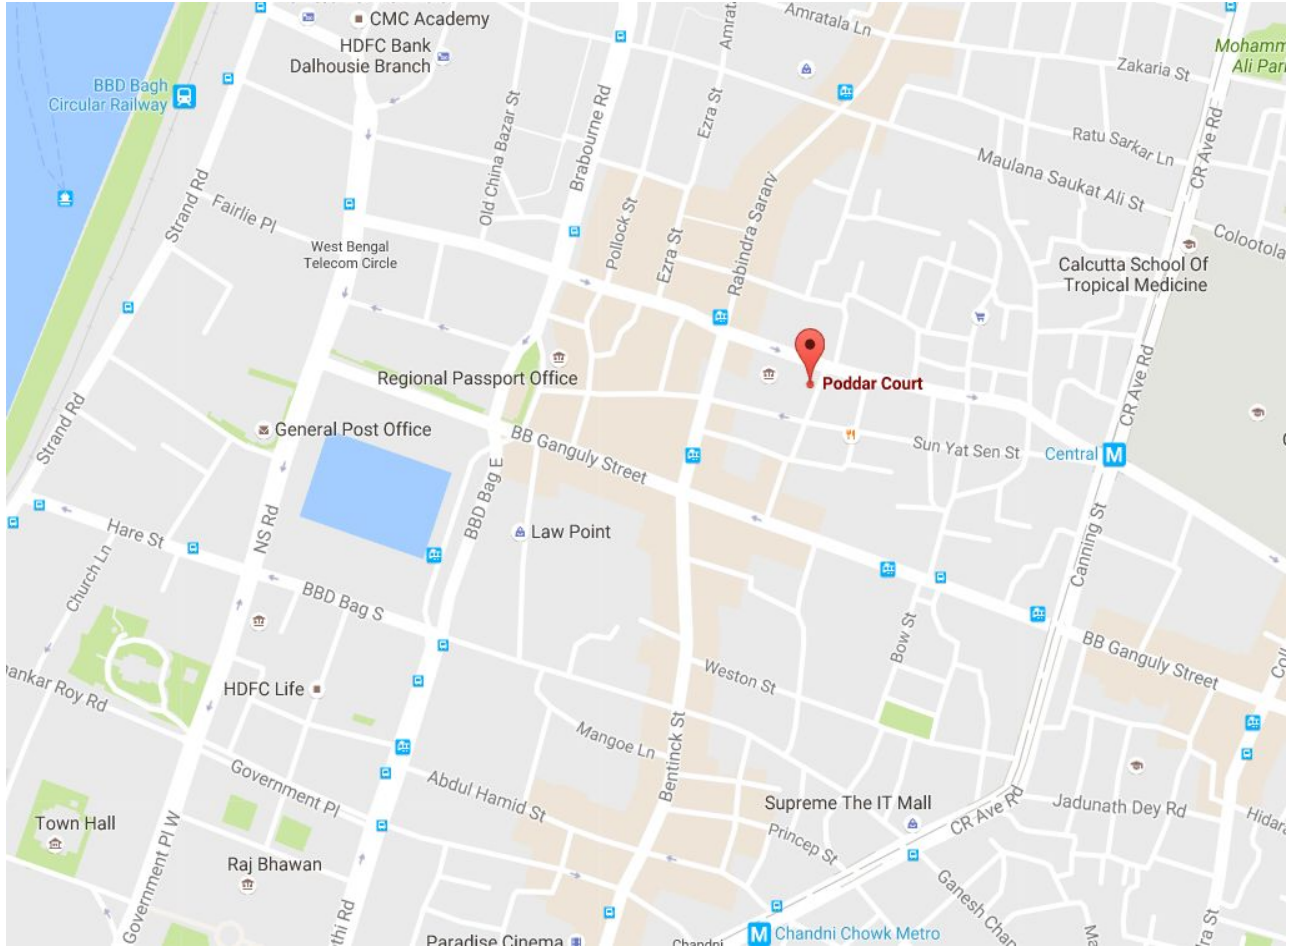 CMC Academy
HDFC Bank
Dalhousie Branch
Amratala Ln
Zakaria St
Ali Par
BBD Bagh
Circular Railway
Old China Bazar St
Brabourne Rd
Ezra St
Ratu Sarkar Ln
CR Ave Rd
Maulana Saukat Ali St
Strand Rd
Fairlie Pl
West Bengal
Telecom Circle
Pollock St
Ezra St
Rabindra Sarani
Colootola
Calcutta School Of
Tropical Medicine
Regional Passport Office
Poddar Court
CR Ave Rd
Strand Rd
General Post Office
BB Ganguly Street
Sun Yat Sen St
Central
M
BBD Bag E
Hare St
NS Rd
Law Point
Canning St
Church Ln
BBD Bag S
Bow St
BB Ganguly Street
Weston St
ankar Roy Rd
HDFC Life
Mangoe Ln
Bentinck St
Government Pl
Abdul Hamid St
Supreme The IT Mall
CR Ave Rd
Jadunath Dey Rd
Hidara
Town Hall
Princep St
Government Pl W
Raj Bhawan
Ganesh Chan
Paradise Cinema
Chandni
M
Chandni Chowk Metro